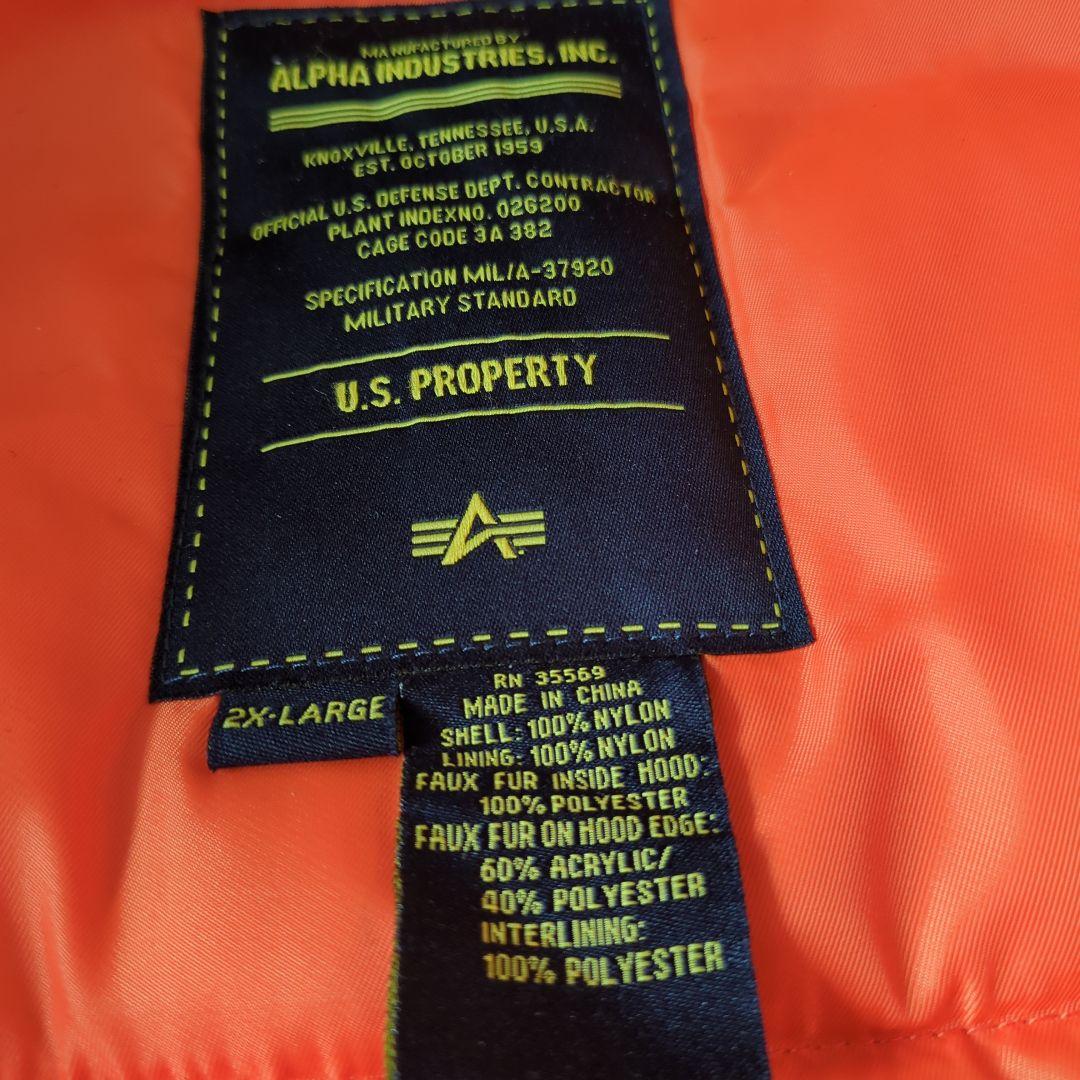 MANUFACTURED BY
ALPHA INDUSTRIES, INC.
KNOXVILLE, TENNESSEE, U.S.A.
EST. OCTOBER 1959
OFFICIAL U.S. DEFENSE DEPT. CONTRACTOR
PLANT INDEXNO. 026200
CAGE CODE 3A 382
SPECIFICATION MIL/A-37920
MILITARY STANDARD
U.S. PROPERTY
A
2X-LARGE
RN 35569
MADE IN CHINA
SHELL: 100% NYLON
LINING: 100% NYLON
FAUX FUR INSIDE HOOD:
100% POLYESTER
FAUX FUR ON HOOD EDGE:
60% ACRYLIC/
40% POLYESTER
INTERLINING:
100% POLYESTER